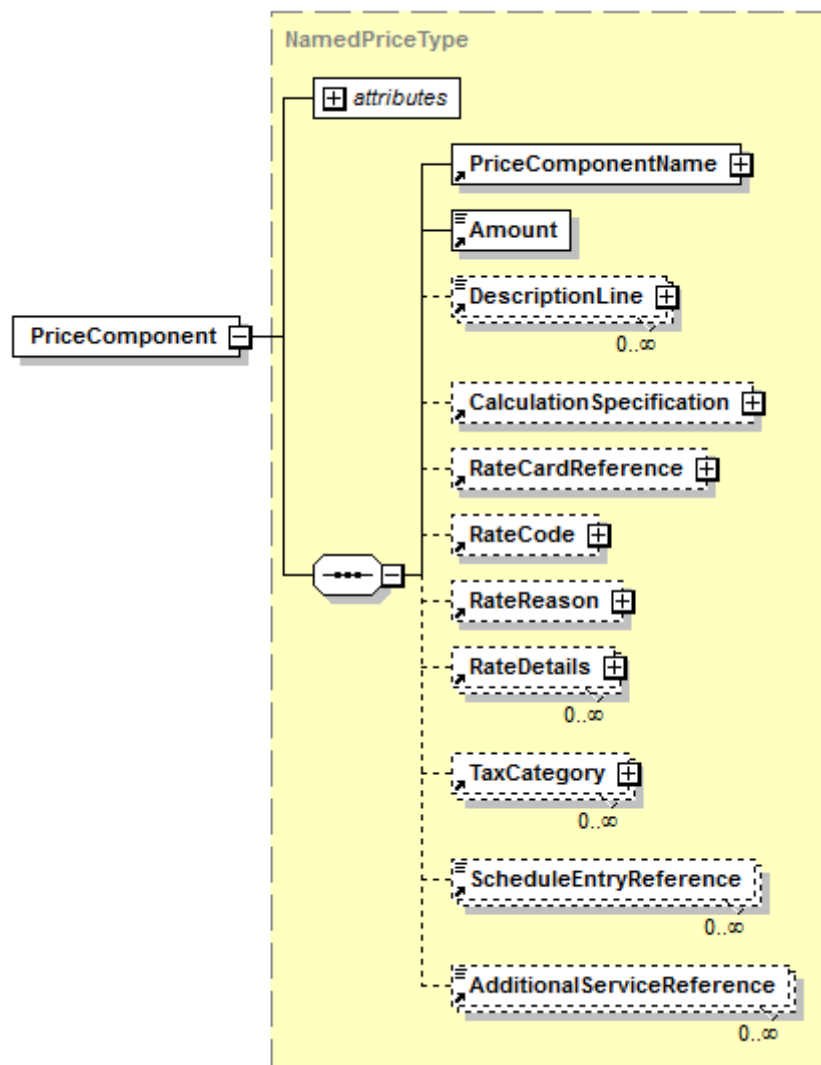 NamedPriceType
attributes
PriceComponentName
Amount
DescriptionLine
0..∞
PriceComponent
CalculationSpecification
RateCardReference
RateCode
RateReason
RateDetails
0..∞
TaxCategory
0..∞
ScheduleEntryReference
0..∞
AdditionalServiceReference
0..∞